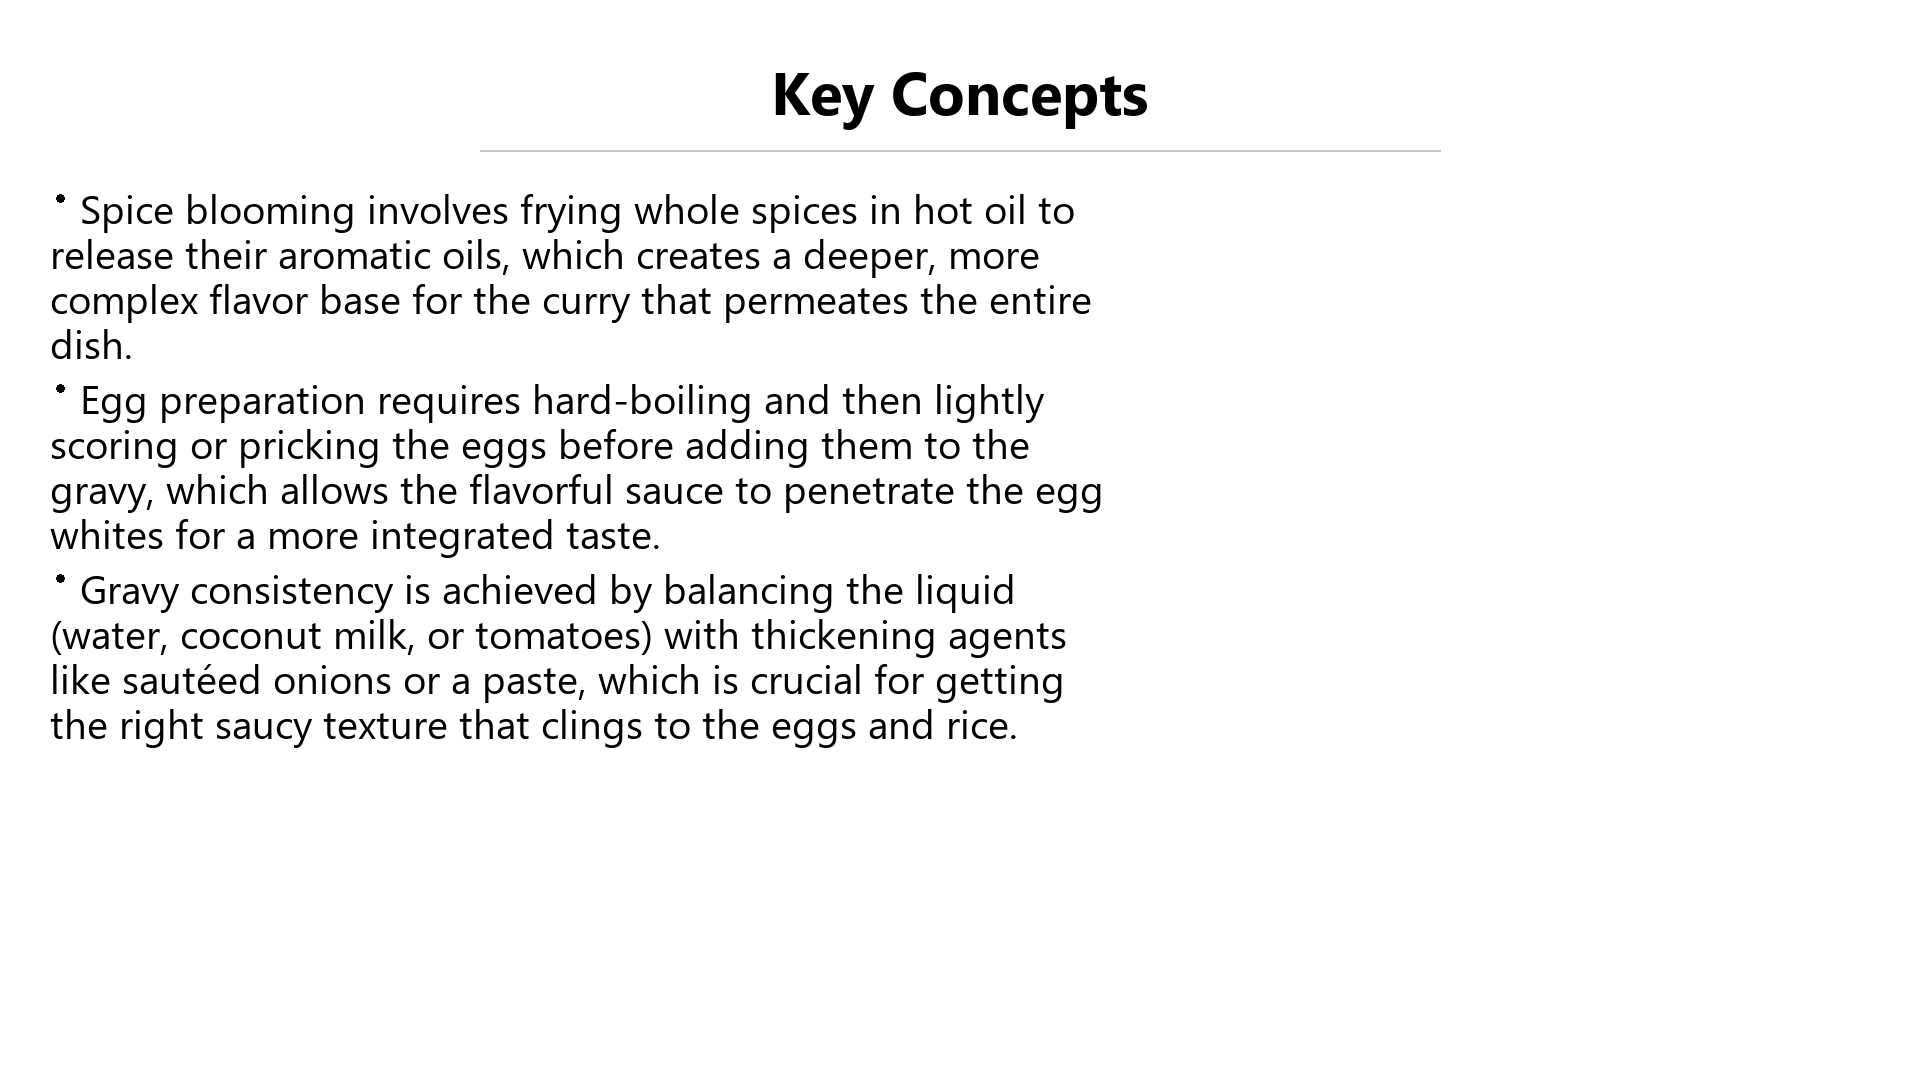 Key Concepts
• Spice blooming involves frying whole spices in hot oil to
release their aromatic oils, which creates a deeper, more
complex flavor base for the curry that permeates the entire
dish.
• Egg preparation requires hard-boiling and then lightly
scoring or pricking the eggs before adding them to the
gravy, which allows the flavorful sauce to penetrate the egg
whites for a more integrated taste.
• Gravy consistency is achieved by balancing the liquid
(water, coconut milk, or tomatoes) with thickening agents
like sautéed onions or a paste, which is crucial for getting
the right saucy texture that clings to the eggs and rice.